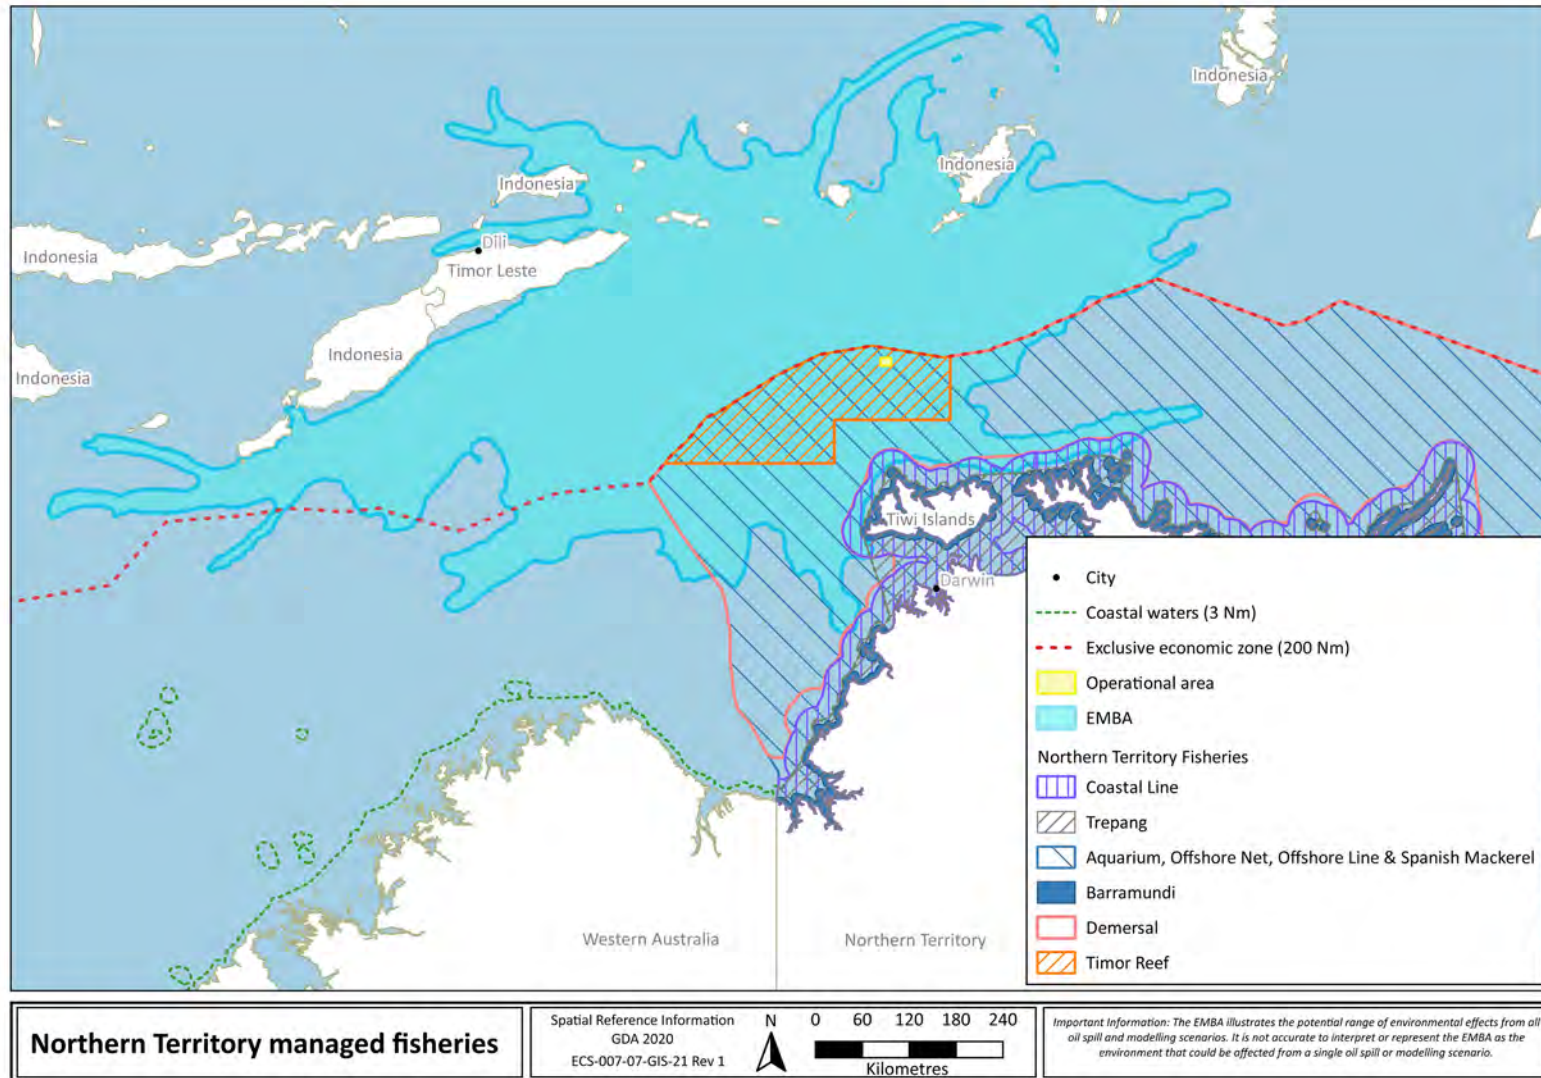 Indonesia
Indonesia
Indonesia
Indonesia
Dili
Timor Leste
Indonesia
Indonesia
Tiwi Islands
Darwin
Western Australia
Northern Territory
City
Coastal waters (3 Nm)
Exclusive economic zone (200 Nm)
Operational area
EMBA
Northern Territory Fisheries
Coastal Line
Trepang
Aquarium, Offshore Net, Offshore Line & Spanish Mackerel
Barramundi
Demersal
Timor Reef
Northern Territory managed fisheries
Spatial Reference Information
GDA 2020
ECS-007-07-GIS-21 Rev 1
N
0 60 120 180 240
Kilometres
Important Information: The EMBA illustrates the potential range of environmental effects from all
oil spill and modelling scenarios. It is not accurate to interpret or represent the EMBA as the
environment that could be affected from a single oil spill or modelling scenario.